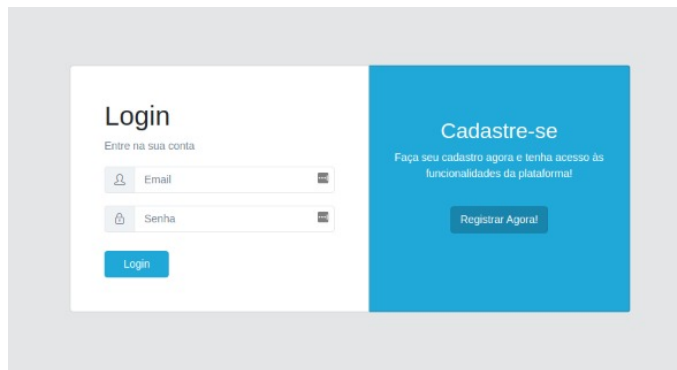 Login
Entre na sua conta
Email
Senha
Login
Cadastre-se
Faça seu cadastro agora e tenha acesso às
funcionalidades da plataforma!
Registrar Agora!